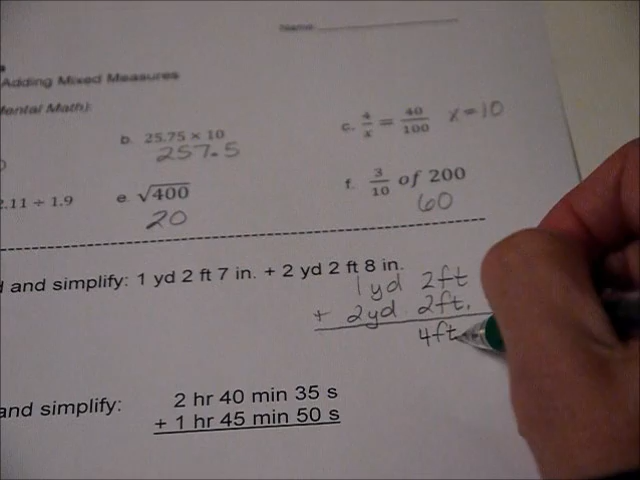 Name:
Adding Mixed Measures
Mental Math)
b. 25.75 × 10
257.5
c. 4/x = 40/100 x=10
2.11 ÷ 1.9
e. √400
20
f. 3/10 of 200
60
and simplify: 1 yd 2 ft 7 in. + 2 yd 2 ft 8 in.
1yd 2ft
+ 2yd 2ft.
4ft
and simplify: 2 hr 40 min 35 s
+ 1 hr 45 min 50 s